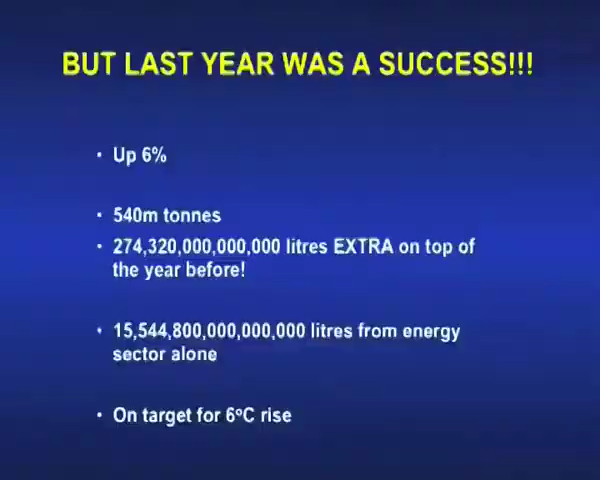 BUT LAST YEAR WAS A SUCCESS!!!
• Up 6%
• 540m tonnes
• 274,320,000,000,000 litres EXTRA on top of
the year before!
• 15,544,800,000,000,000 litres from energy
sector alone
• On target for 6ºC rise